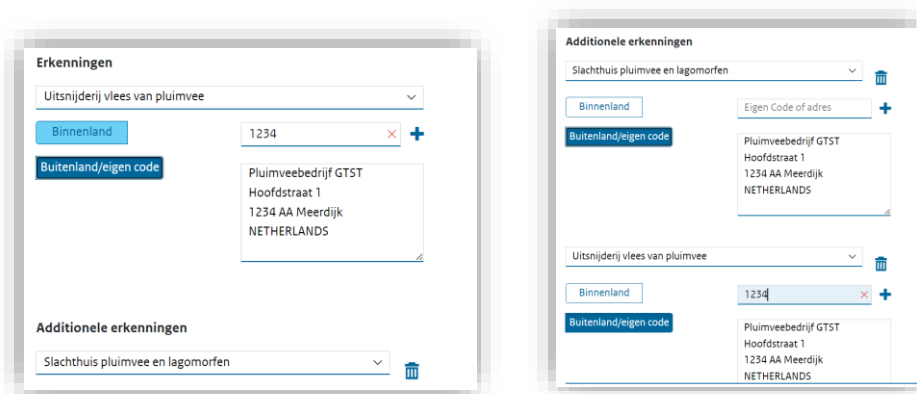 Erkenningen
Uitsnijderij vlees van pluimvee
Binnenland
1234
Buitenland/eigen code
Pluimveebedrijf GTST
Hoofdstraat 1
1234 AA Meerdijk
NETHERLANDS
Additionele erkenningen
Slachthuis pluimvee en lagomorfen
Additionele erkenningen
Slachthuis pluimvee en lagomorfen
Binnenland
Eigen Code of adres
Buitenland/eigen code
Pluimveebedrijf GTST
Hoofdstraat 1
1234 AA Meerdijk
NETHERLANDS
Uitsnijderij vlees van pluimvee
Binnenland
1234
Buitenland/eigen code
Pluimveebedrijf GTST
Hoofdstraat 1
1234 AA Meerdijk
NETHERLANDS